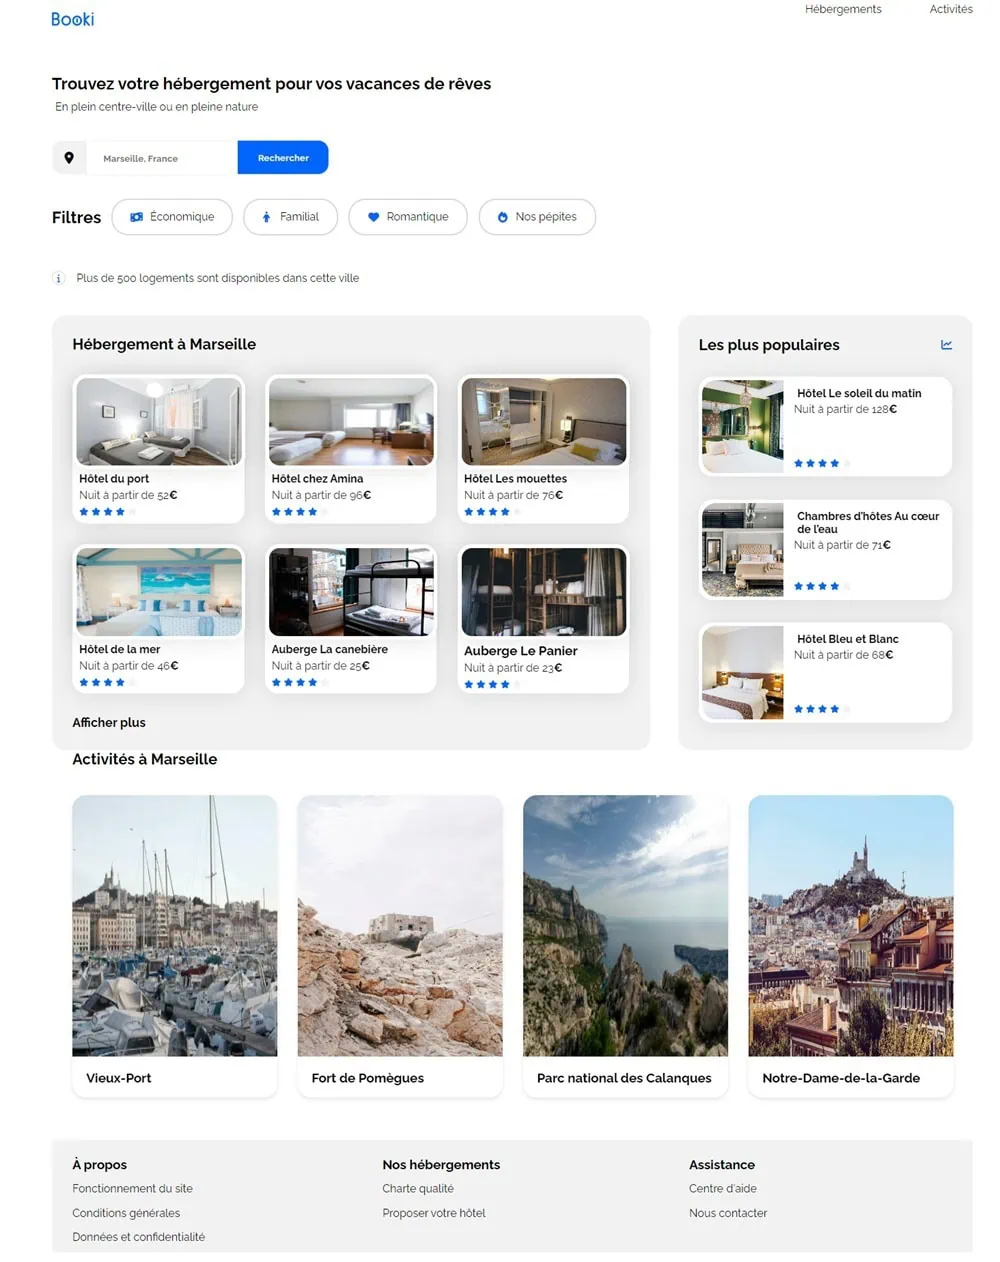 Booki
Hébergements
Activités
Trouvez votre hébergement pour vos vacances de rêves
En plein centre-ville ou en pleine nature
Marseille, France
Rechercher
Filtres
Économique
Familial
Romantique
Nos pépites
Plus de 500 logements sont disponibles dans cette ville
Hébergement à Marseille
Hôtel du port
Nuit à partir de 52€
Hôtel chez Amina
Nuit à partir de 96€
Hôtel Les mouettes
Nuit à partir de 76€
Hôtel de la mer
Nuit à partir de 46€
Auberge La canebière
Nuit à partir de 25€
Auberge Le Panier
Nuit à partir de 23€
Afficher plus
Les plus populaires
Hôtel Le soleil du matin
Nuit à partir de 128€
Chambres d'hôtes Au cœur
de l'eau
Nuit à partir de 71€
Hôtel Bleu et Blanc
Nuit à partir de 68€
Activités à Marseille
Vieux-Port
Fort de Pomègues
Parc national des Calanques
Notre-Dame-de-la-Garde
À propos
Fonctionnement du site
Conditions générales
Données et confidentialité
Nos hébergements
Charte qualité
Proposer votre hôtel
Assistance
Centre d'aide
Nous contacter